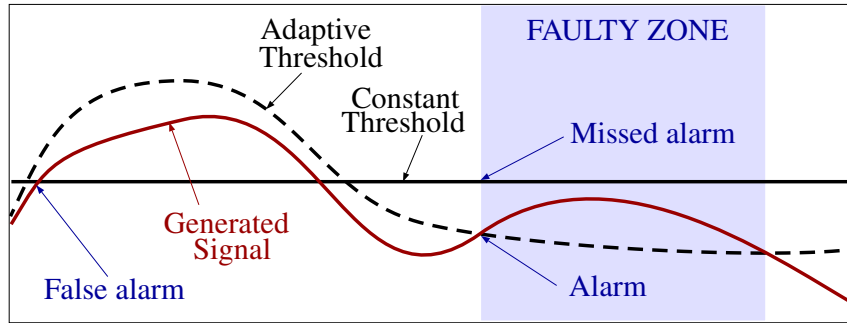 Adaptive
Threshold
FAULTY ZONE
Constant
Threshold
Missed alarm
Generated
Signal
False alarm
Alarm